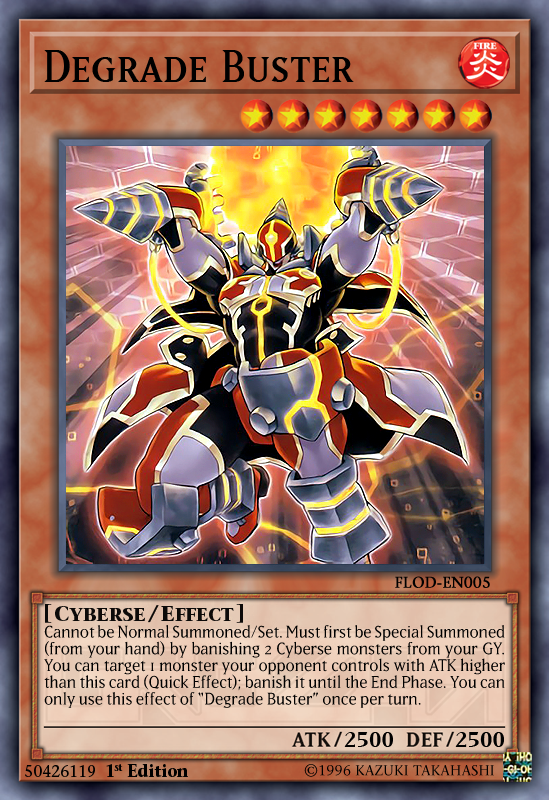 DEGRADE BUSTER
FIRE
炎
FLOD-EN005
[CYBERSE/EFFECT]
Cannot be Normal Summoned/Set. Must first be Special Summoned
(from your hand) by banishing 2 Cyberse monsters from your GY.
You can target 1 monster your opponent controls with ATK higher
than this card (Quick Effect); banish it until the End Phase. You can
only use this effect of “Degrade Buster” once per turn.
ATK/2500 DEF/2500
50426119 1st Edition ©1996 KAZUKI TAKAHASHI